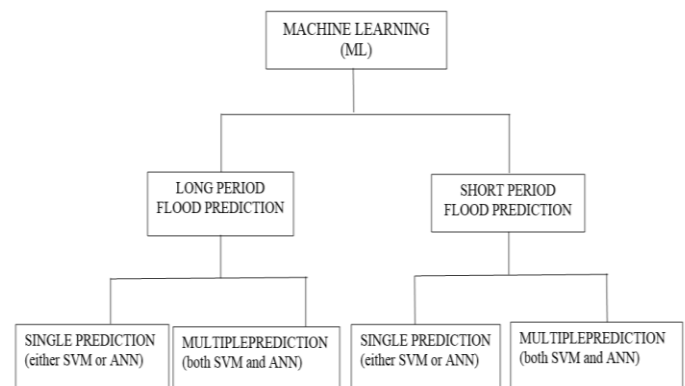 MACHINE LEARNING
(ML)
LONG PERIOD
FLOOD PREDICTION
SHORT PERIOD
FLOOD PREDICTION
SINGLE PREDICTION
(either SVM or ANN)
MULTIPLEPREDICTION
(both SVM and ANN)
SINGLE PREDICTION
(either SVM or ANN)
MULTIPLEPREDICTION
(both SVM and ANN)